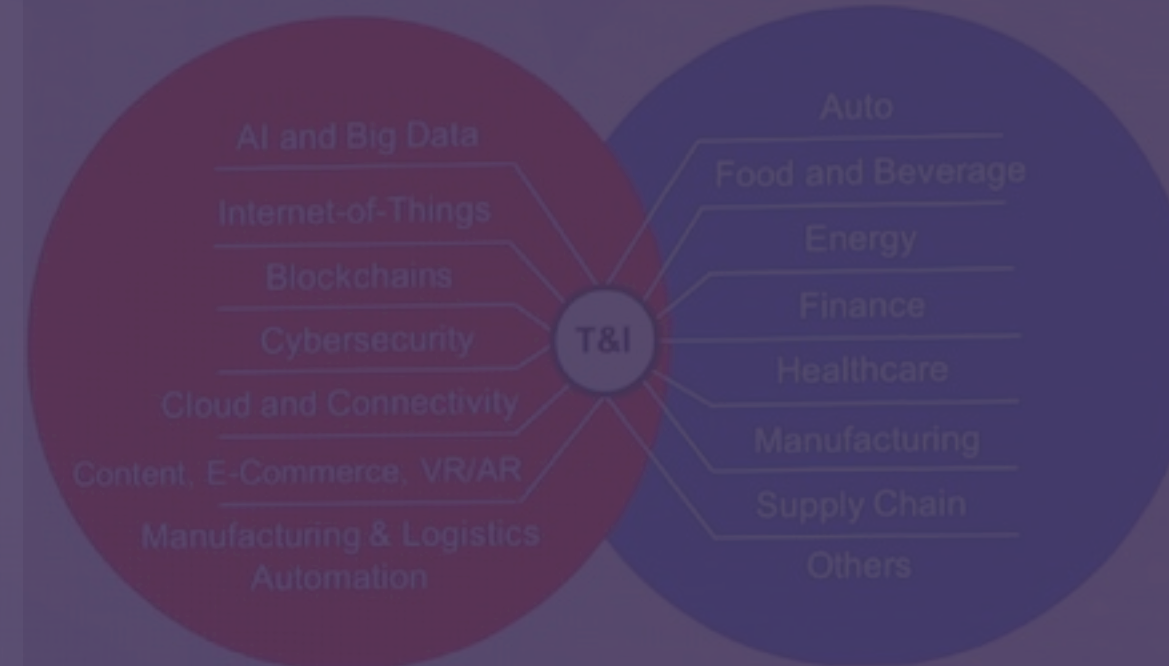 AI and Big Data
Internet-of-Things
Blockchains
Cybersecurity
Cloud and Connectivity
Content, E-Commerce, VR/AR
Manufacturing & Logistics
Automation
T&I
Auto
Food and Beverage
Energy
Finance
Healthcare
Manufacturing
Supply Chain
Others